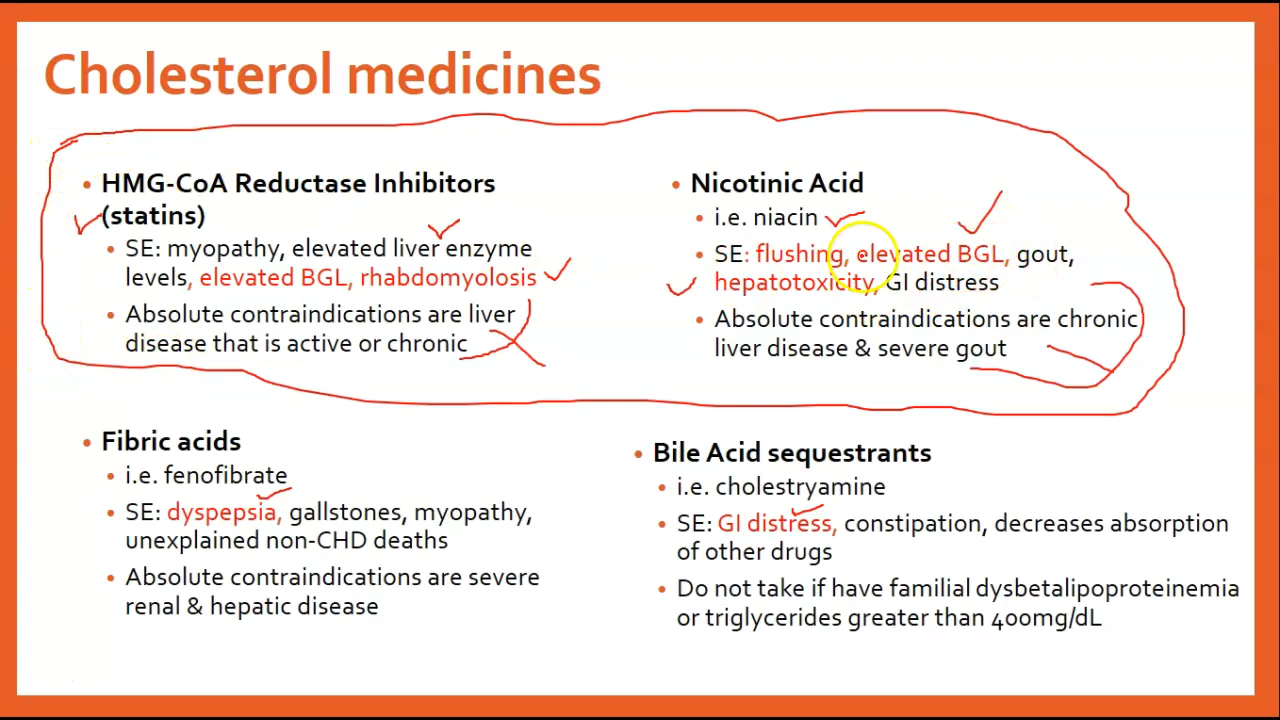 Cholesterol medicines
• HMG-CoA Reductase Inhibitors
(statins)
• SE: myopathy, elevated liver enzyme
levels, elevated BGL, rhabdomyolosis
• Absolute contraindications are liver
disease that is active or chronic
• Nicotinic Acid
• i.e. niacin
• SE: flushing, elevated BGL, gout,
hepatotoxicity, GI distress
• Absolute contraindications are chronic
liver disease & severe gout
• Fibric acids
• i.e. fenofibrate
• SE: dyspepsia, gallstones, myopathy,
unexplained non-CHD deaths
• Absolute contraindications are severe
renal & hepatic disease
• Bile Acid sequestrants
• i.e. cholestryamine
• SE: GI distress, constipation, decreases absorption
of other drugs
• Do not take if have familial dysbetalipoproteinemia
or triglycerides greater than 400mg/dL